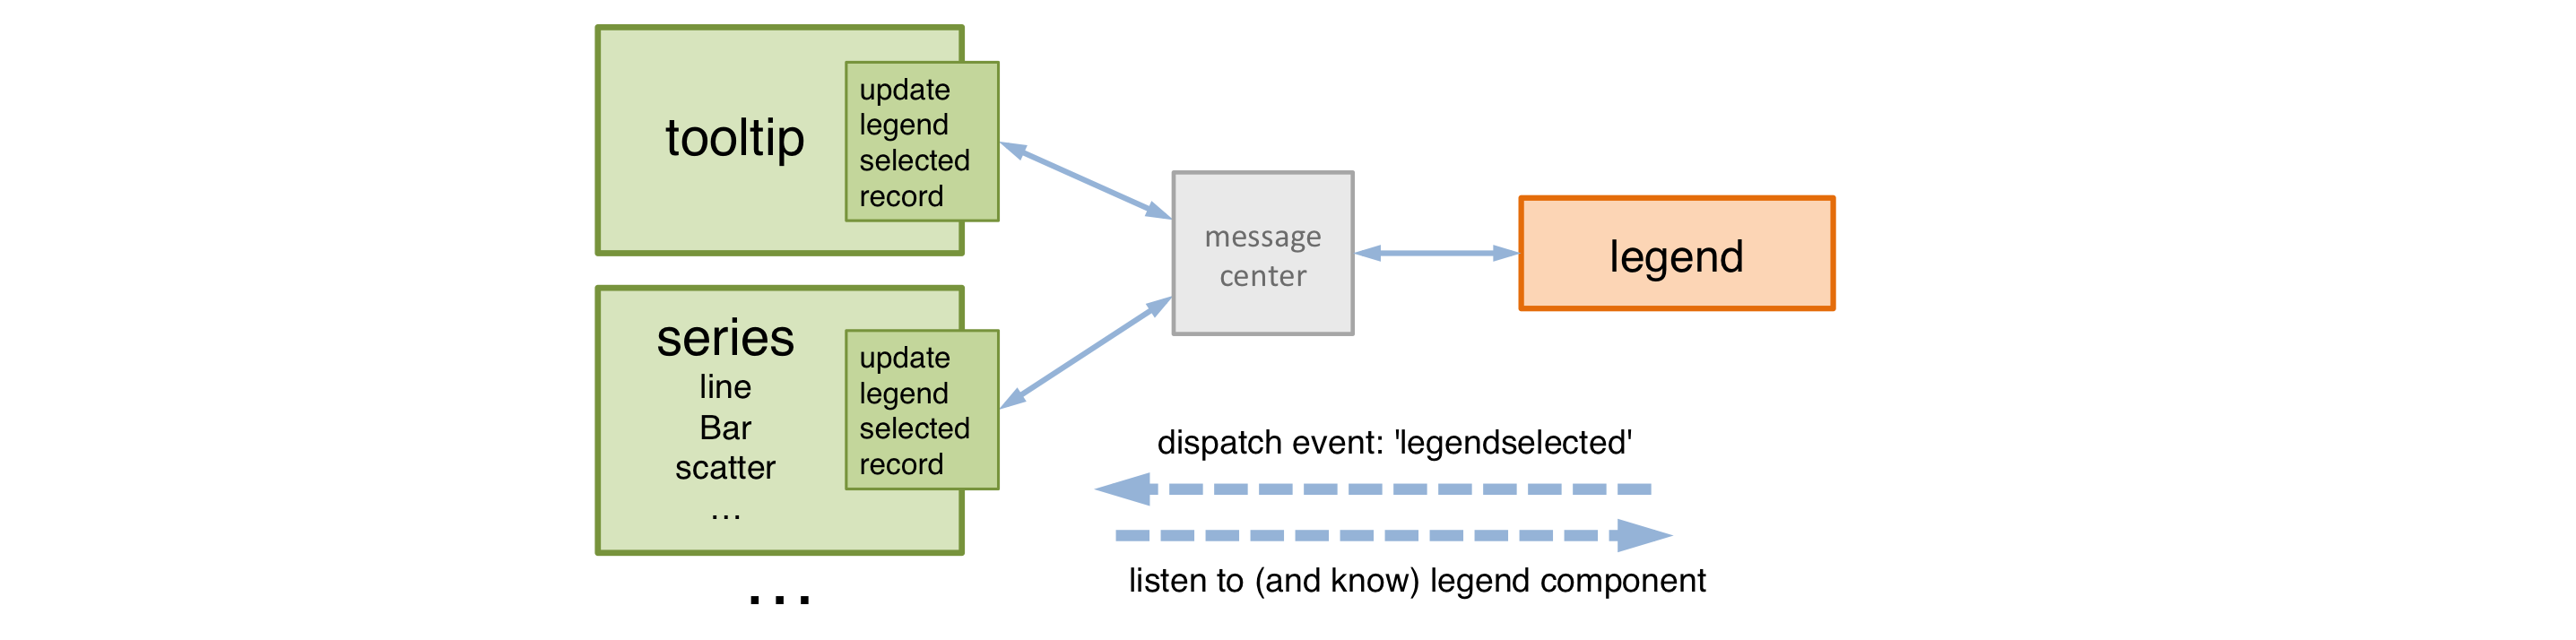 tooltip
update
legend
selected
record
series
line
Bar
scatter
…
update
legend
selected
record
…
message
center
legend
dispatch event: 'legendselected'
listen to (and know) legend component